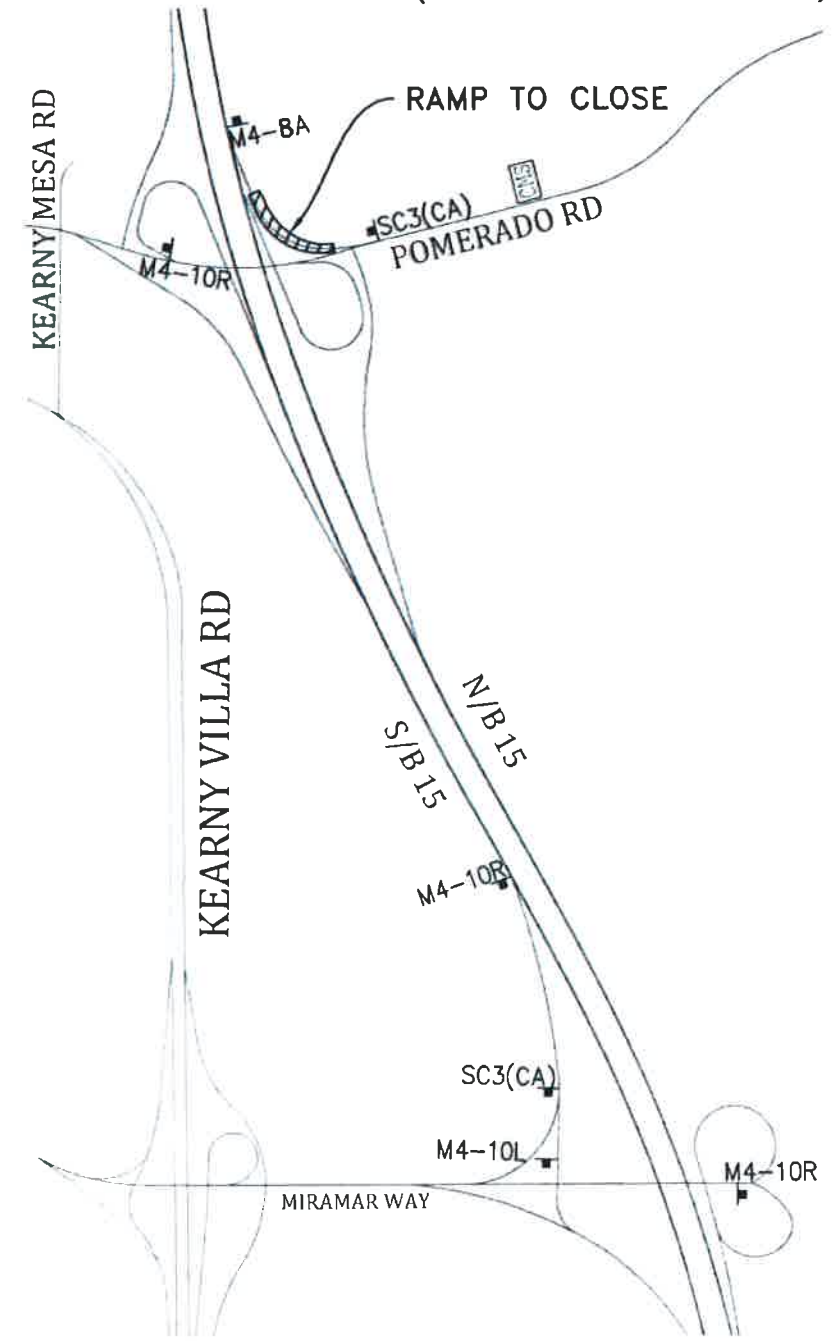 RAMP TO CLOSE
KEARNY MESA RD
M4-8A
CMS
SC3(CA)
POMERADO RD
M4-10R
KEARNY VILLA RD
N/B 15
S/B 15
M4-10R
SC3(CA)
M4-10L
M4-10R
MIRAMAR WAY